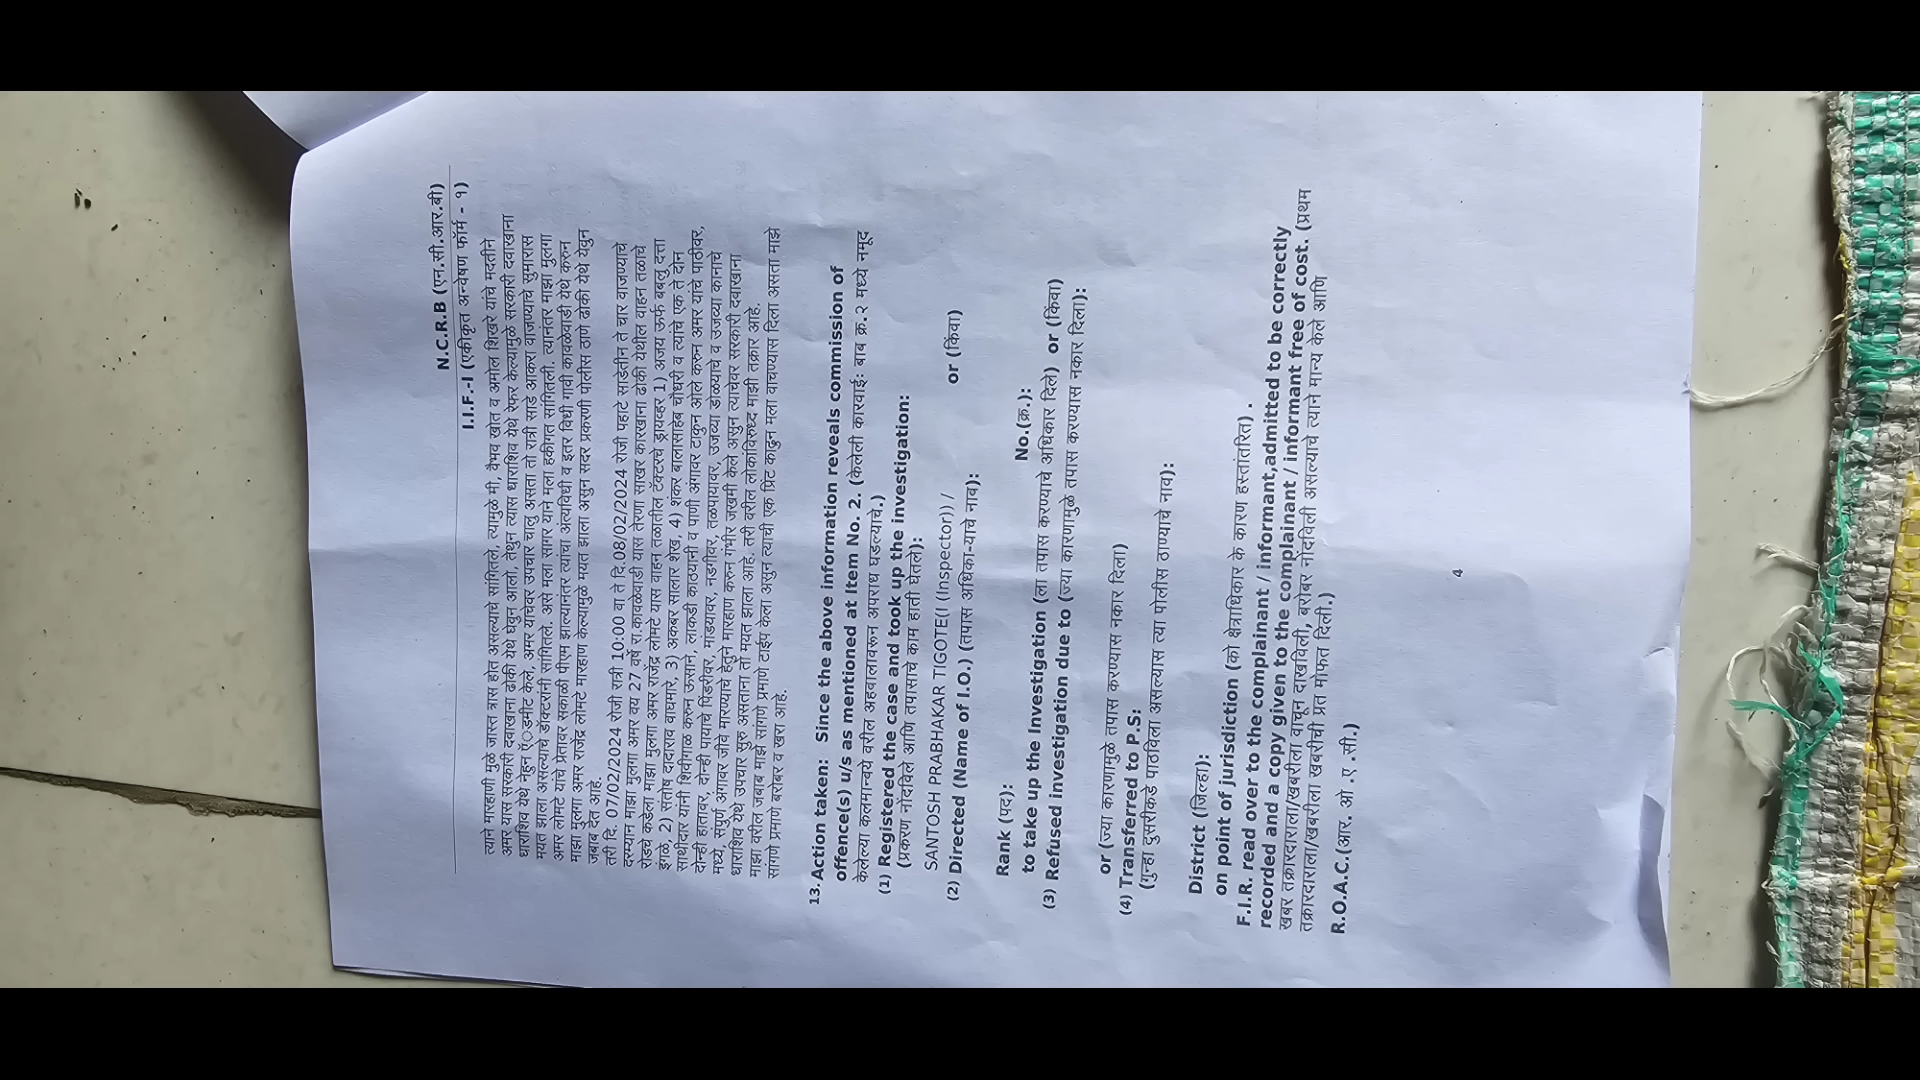 N.C.R.B (एन.सी.आर.बी)
I.I.F.-I (एकीकृत अन्वेषण फॉर्म - १)
त्याने मारहाणी मुळे जास्त त्रास होत असल्याचे सांगितले, त्यामुळे मी, वैभव खोत व अमोल शिखरे यांचे मदतीने
अमर यास सरकारी दवाखाना ढोकी येथे घेवुन आलो, तेथुन त्यास धाराशिव येथे रेफर केल्यामुळे सरकारी दवाखाना
धाराशिव येथे नेहुन ॲडमीट केले, अमर याचेवर उपचार चालु असता तो रात्री साडे आकरा वाजण्याचे सुमारास
मयत झाला असल्याचे डॉक्टरांनी सांगितले. असे मला सागर याने मला हकीगत सांगितली. त्यानंतर माझा मुलगा
अमर लोमटे यांचे प्रेतावर सकाळी पीएम झाल्यानंतर त्याचा अंत्यविधी व इतर विधी गावी कावळेवाडी येथे करुन
माझा मुलगा अमर राजेंद्र लोमटे मारहाण केल्यामुळे मयत झाला असुन सदर प्रकरणी पोलीस ठाणे ढोकी येथे येवुन
जबाब देत आहे.
तरी दि. 07/02/2024 रोजी रात्री 10:00 वा ते दि.08/02/2024 रोजी पहाटे साडेतीन ते चार वाजण्याचे
दरम्यान माझा मुलगा अमर वय 27 वर्षे रा.कावळेवाडी यास तेरणा साखर कारखाना ढोकी येथील वाहन तळाचे
रोडचे कडेला माझा मुलगा अमर राजेंद्र लोमटे यास वाहन तळातील टॅक्टरचे ड्रायव्हर 1) अजय ऊर्फ बबलु दत्ता
इंगळे, 2) संतोष दादाराव वाघमारे, 3) अकबर सालार शेख, 4) शंकर बालासाहेब चौधरी व त्यांचे एक ते दोन
साथीदार यांनी शिवीगाळ करुन ऊसाने, लाकडी काठयानी व पाणी अंगावर टाकुन ओले करुन अमर याचे पाठीवर,
दोन्ही हातावर, दोन्ही पायाचे पिंडरीवर, मांडयावर, नडगीवर, तळपायावर, उजव्या डोळ्याचे व उजव्या कानाचे
मध्ये, संपुर्ण अंगावर जीवे मारण्याचे हेतुने मारहाण करुन गंभीर जखमी केले असुन त्याचेवर सरकारी दवाखाना
धाराशिव येथे उपचार सुरु असताना तो मयत झाला आहे. तरी वरील लोकांविरुध्द माझी तक्रार आहे.
माझा वरील जबाब माझे सांगणे प्रमाणे टाईप केला असुन त्याची एक प्रिंट काढुन मला वाचण्यास दिला असता माझे
सांगणे प्रमाणे बरोबर व खरा आहे.
13. Action taken: Since the above information reveals commission of
offence(s) u/s as mentioned at Item No. 2. (केलेली कारवाई: बाब क्र.२ मध्ये नमूद
केलेल्या कलमान्वये वरील अहवालावरून अपराध घडल्याचे.)
(1) Registered the case and took up the investigation:
(प्रकरण नोंदविले आणि तपासाचे काम हाती घेतले):
SANTOSH PRABHAKAR TIGOTE(I (Inspector)) / or (किंवा)
(2) Directed (Name of I.O.) (तपास अधिका-याचे नाव):
Rank (पद): No.(क्र.):
to take up the Investigation (ला तपास करण्याचे अधिकार दिले) or (किंवा)
(3) Refused investigation due to (ज्या कारणामुळे तपास करण्यास नकार दिला):
or (ज्या कारणामुळे तपास करण्यास नकार दिला)
(4) Transferred to P.S:
(गुन्हा दुसरीकडे पाठविला असल्यास त्या पोलीस ठाण्याचे नाव):
District (जिल्हा):
on point of jurisdiction (को क्षेत्राधिकार के कारण हस्तांतरित) .
F.I.R. read over to the complainant / informant,admitted to be correctly
recorded and a copy given to the complainant / informant free of cost. (प्रथम
खबर तक्रारदाराला/खबरीला वाचून दाखविली, बरोबर नोंदविली असल्याचे त्याने मान्य केले आणि
तक्रारदाराला/खबरीला खबरीची प्रत मोफत दिली.)
R.O.A.C.(आर. ओ .ए .सी.)
4